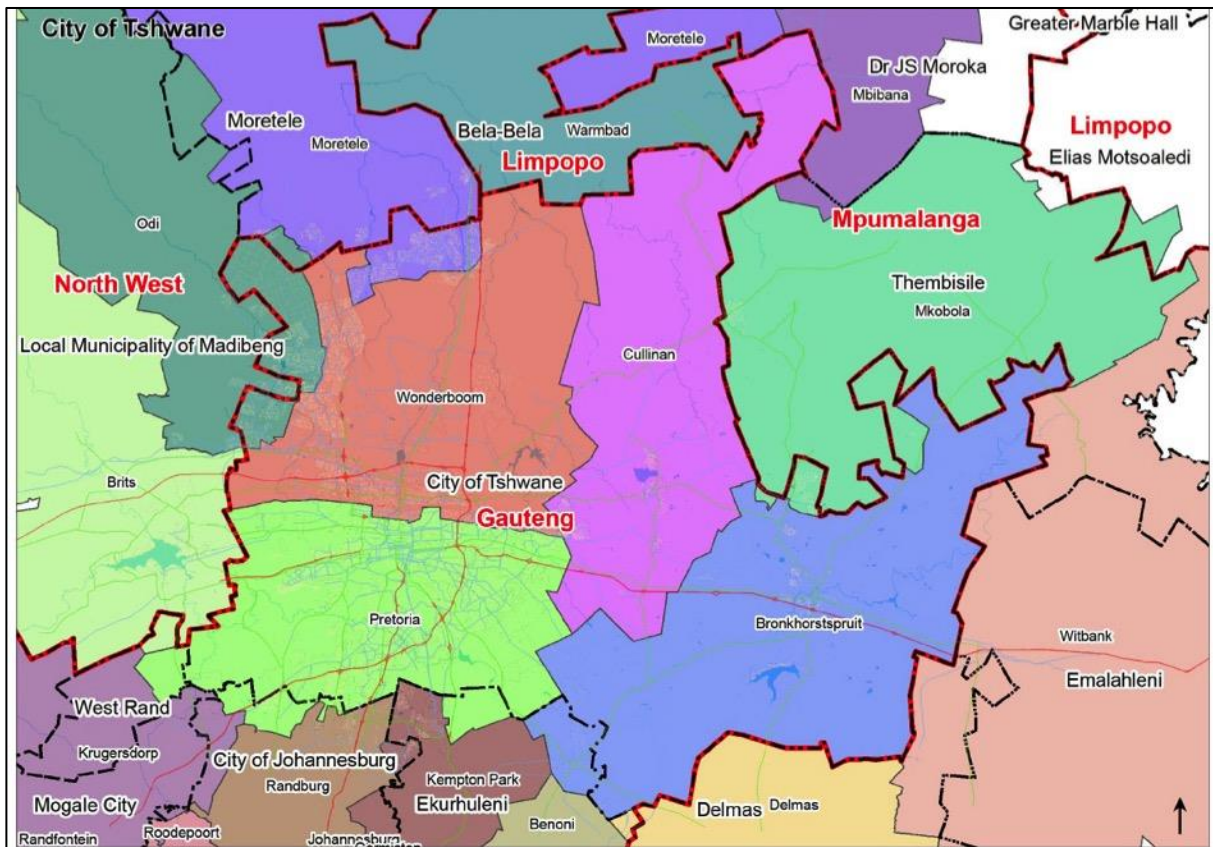 City of Tshwane
Greater Marble Hall
Moretele
Dr JS Moroka
Mbibana
Moretele
Moretele
Bela-Bela
Warmbad
Limpopo
Limpopo
Elias Motsoaledi
Odi
Mpumalanga
North West
Thembisile
Mkobola
Local Municipality of Madibeng
Cullinan
Wonderboom
Brits
City of Tshwane
Gauteng
Pretoria
Bronkhorstspruit
Witbank
Emalahleni
West Rand
Krugersdorp
City of Johannesburg
Randburg
Kempton Park
Ekurhuleni
Mogale City
Delmas
Delmas
Benoni
Roodepoort
Randfontein
Johannesburg